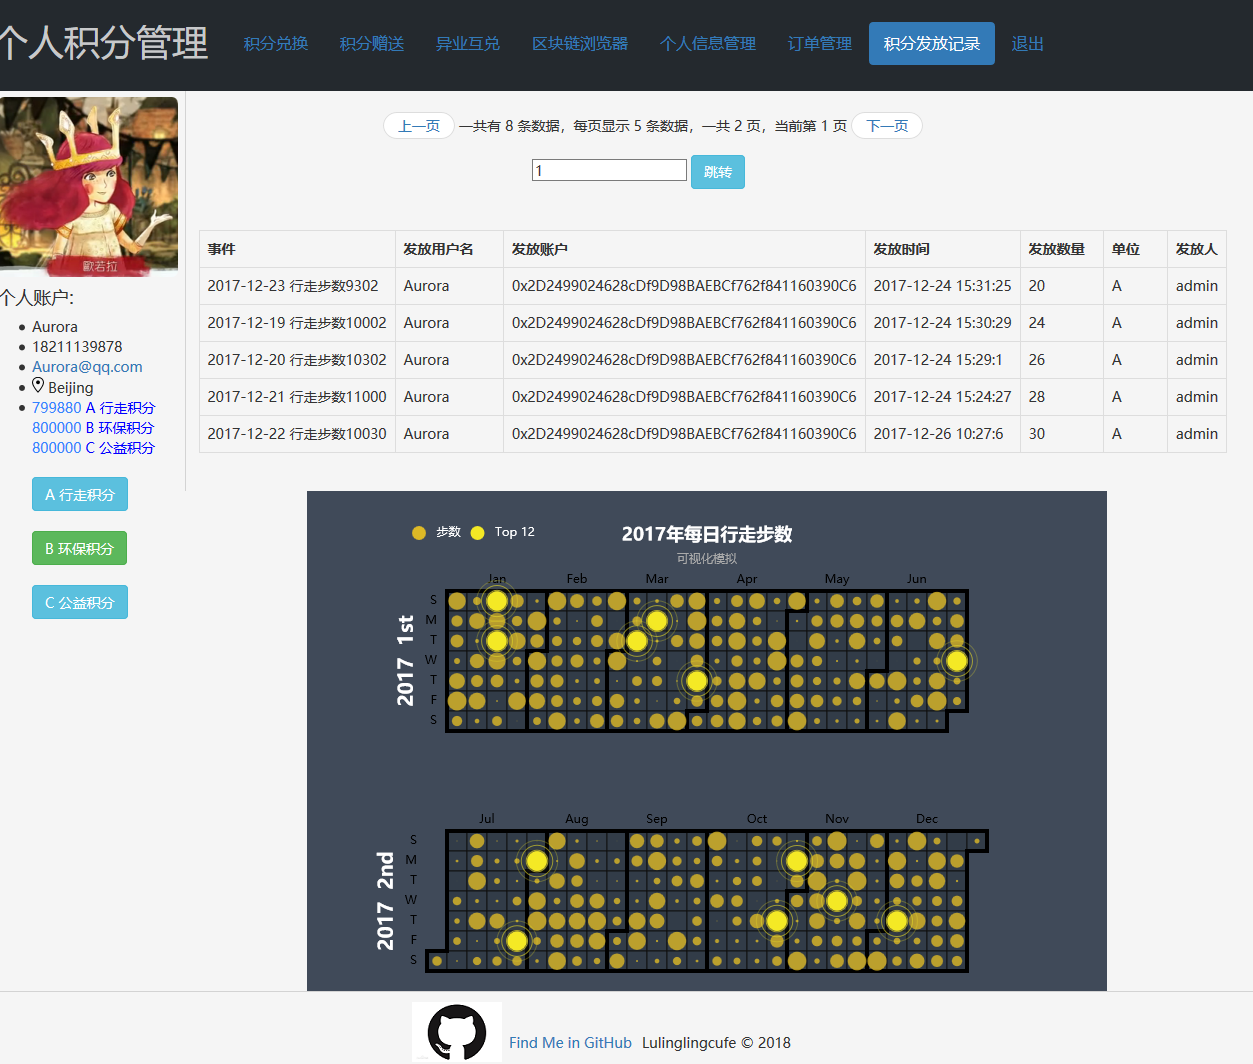 个人积分管理
积分兑换 积分赠送 异业互兑 区块链浏览器 个人信息管理 订单管理 积分发放记录 退出
歐若拉
个人账户:
Aurora
18211139878
Aurora@qq.com
Beijing
799880 A 行走积分
800000 B 环保积分
800000 C 公益积分
A 行走积分
B 环保积分
C 公益积分
上一页 一共有 8 条数据，每页显示 5 条数据，一共 2 页，当前第 1 页 下一页
1 跳转
事件 发放用户名 发放账户 发放时间 发放数量 单位 发放人
2017-12-23 行走步数9302 Aurora 0x2D2499024628cDf9D98BAEBCf762f841160390C6 2017-12-24 15:31:25 20 A admin
2017-12-19 行走步数10002 Aurora 0x2D2499024628cDf9D98BAEBCf762f841160390C6 2017-12-24 15:30:29 24 A admin
2017-12-20 行走步数10302 Aurora 0x2D2499024628cDf9D98BAEBCf762f841160390C6 2017-12-24 15:29:1 26 A admin
2017-12-21 行走步数11000 Aurora 0x2D2499024628cDf9D98BAEBCf762f841160390C6 2017-12-24 15:24:27 28 A admin
2017-12-22 行走步数10030 Aurora 0x2D2499024628cDf9D98BAEBCf762f841160390C6 2017-12-26 10:27:6 30 A admin
步数 Top 12
2017年每日行走步数
可视化模拟
Jan Feb Mar Apr May Jun
2017 1st
S
M
T
W
T
F
S
Jul Aug Sep Oct Nov Dec
2017 2nd
S
M
T
W
T
F
S
Find Me in GitHub Lulinglingcufe © 2018